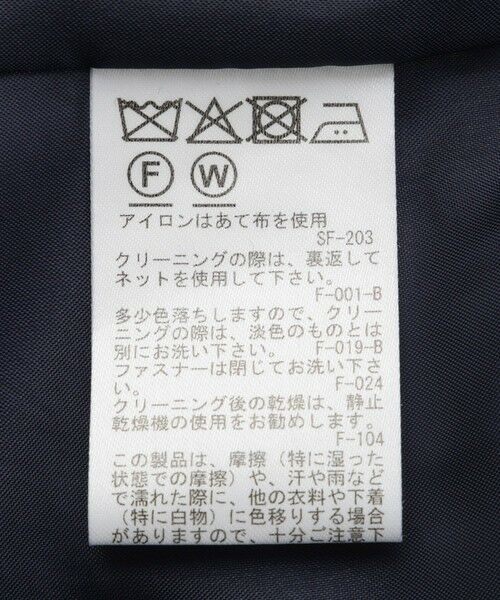 F W
アイロンはあて布を使用
SF-203
クリーニングの際は、裏返して
ネットを使用して下さい。
F-001-B
多少色落ちしますので、クリー
ニングの際は、淡色のものとは
別にお洗い下さい。 F-019-B
ファスナーは閉じてお洗い下さ
い。 F-024
クリーニング後の乾燥は、静止
乾燥機の使用をお勧めします。
F-104
この製品は、摩擦（特に湿った
状態での摩擦）や、汗や雨など
で濡れた際に、他の衣料や下着
（特に白物）に色移りする場合
がありますので、十分ご注意下